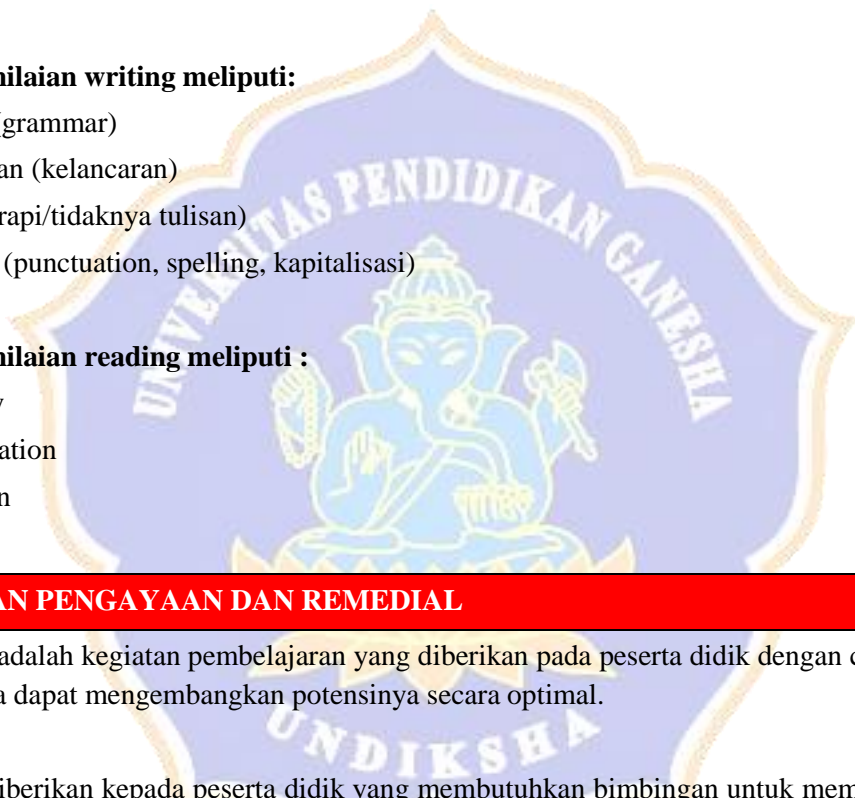 nilaian writing meliputi:
(grammar)
an (kelancaran)
rapi/tidaknya tulisan)
(punctuation, spelling, kapitalisasi)
UNIVERSITAS PENDIDIKAN GANESHA
nilaian reading meliputi :
y
ation
n
AN PENGAYAAN DAN REMEDIAL
adalah kegiatan pembelajaran yang diberikan pada peserta didik dengan c
a dapat mengembangkan potensinya secara optimal.
UNDIKSHA
iberikan kepada peserta didik yang membutuhkan bimbingan untuk mem